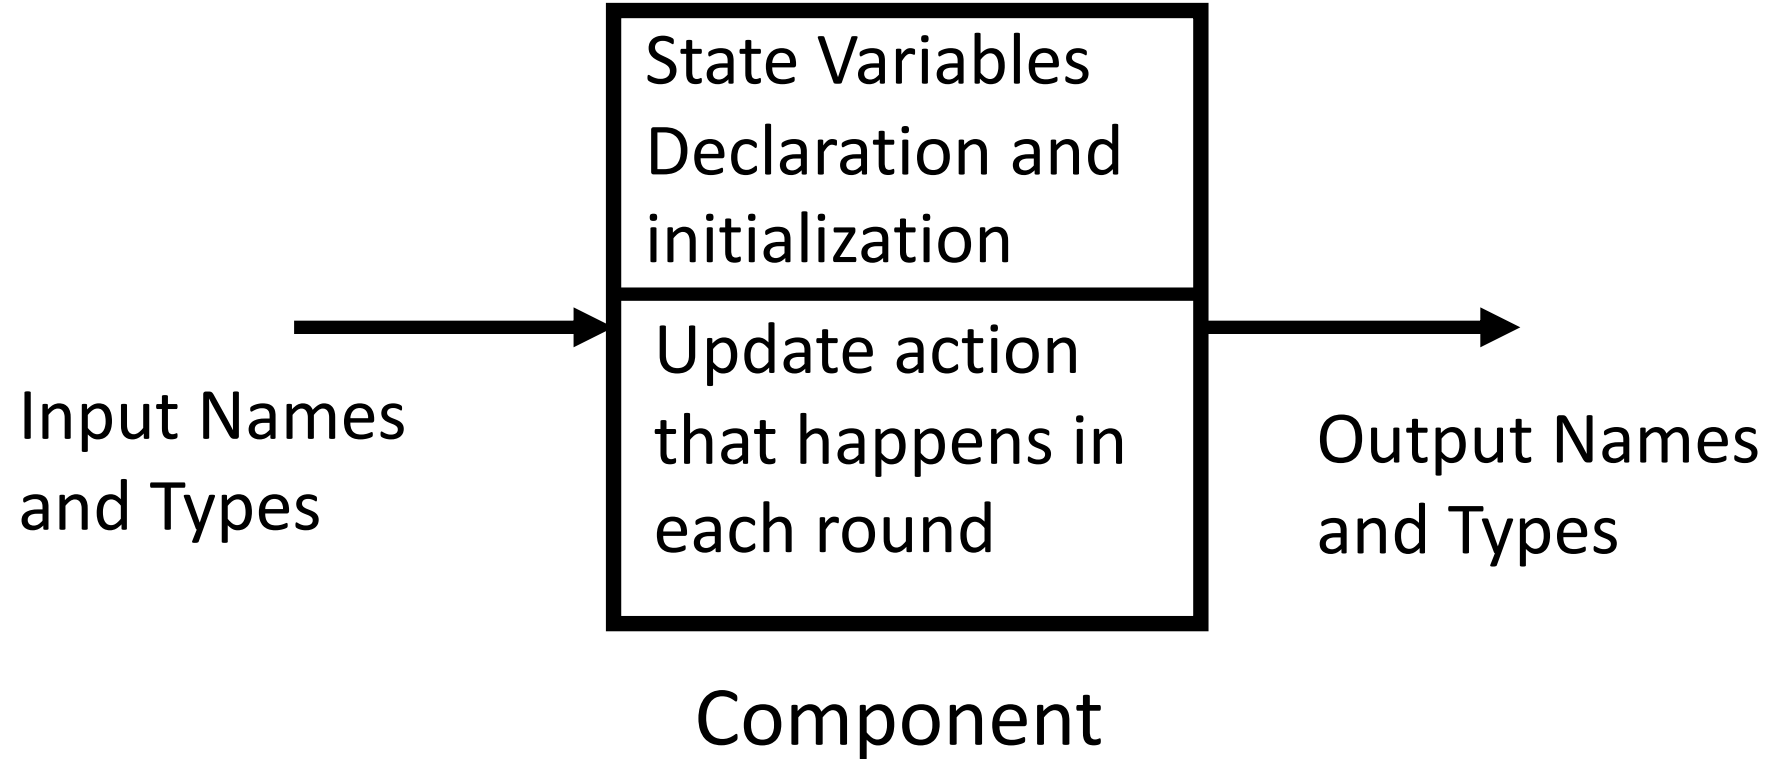 State Variables
Declaration and
initialization
Update action
that happens in
each round
Input Names
and Types
Output Names
and Types
Component